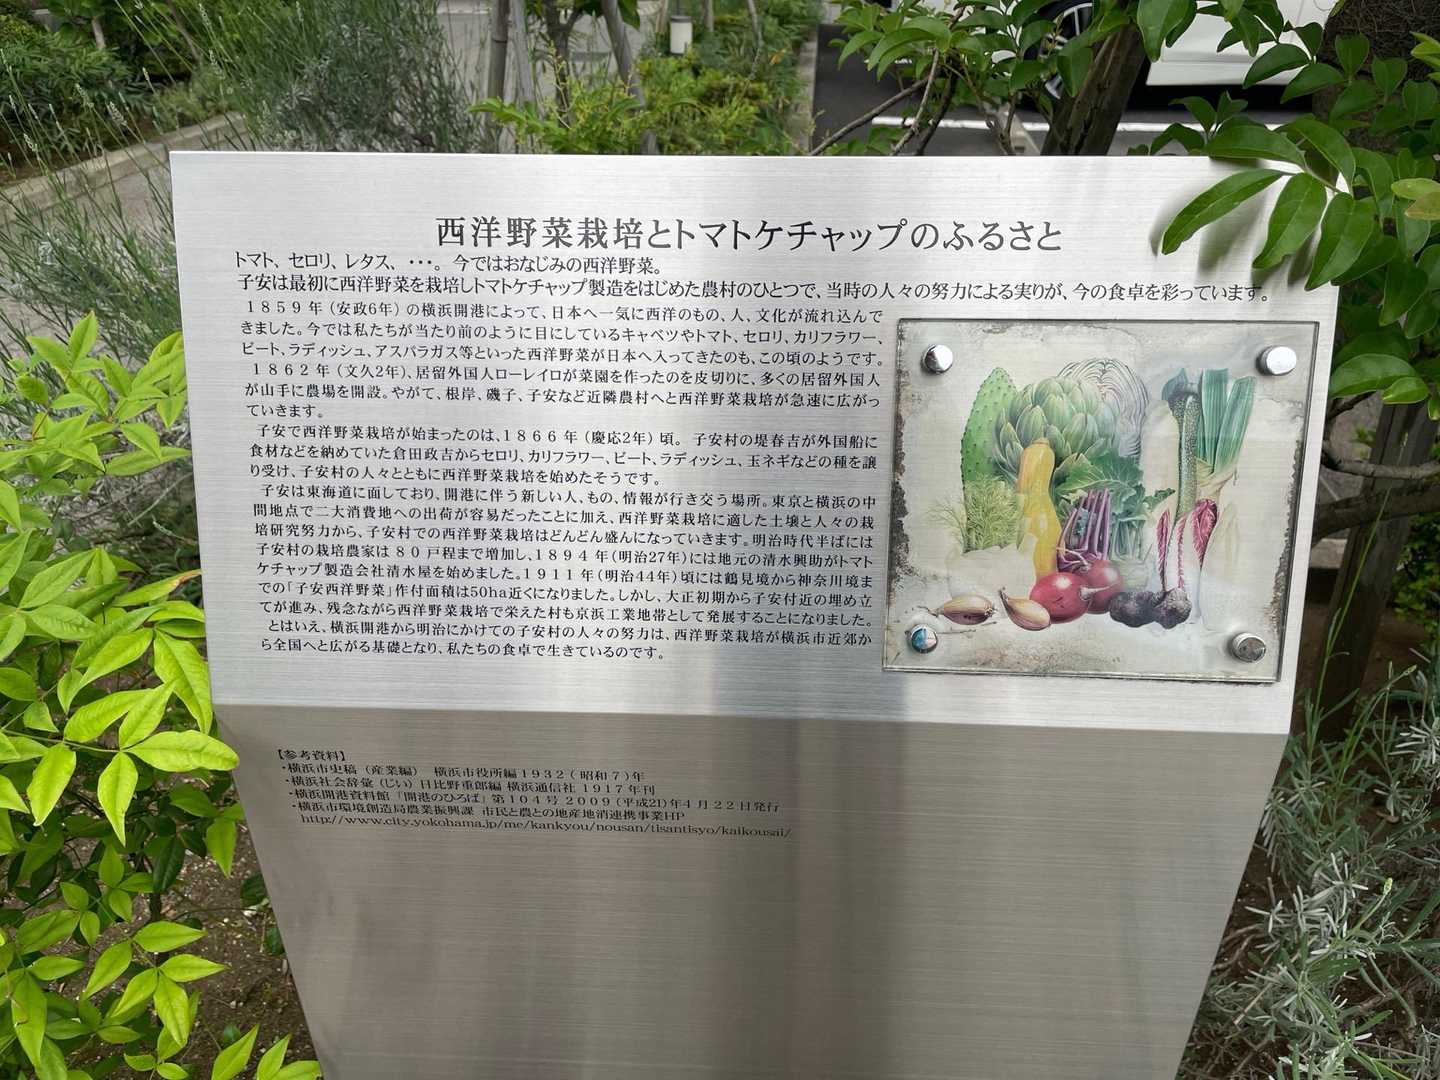 西洋野菜栽培とトマトケチャップのふるさと
トマト、セロリ、レタス、・・・。今ではおなじみの西洋野菜。
子安は最初に西洋野菜を栽培しトマトケチャップ製造をはじめた農村のひとつで、当時の人々の努力による実りが、今の食卓を彩っています。
1859年（安政6年）の横浜開港によって、日本へ一気に西洋のもの、人、文化が流れ込んで
きました。今では私たちが当たり前のように目にしているキャベツやトマト、セロリ、カリフラワー、
ビート、ラディッシュ、アスパラガス等といった西洋野菜が日本へ入ってきたのも、この頃のようです。
1862年（文久2年）、居留外国人ローレイロが菜園を作ったのを皮切りに、多くの居留外国人
が山手に農場を開設。やがて、根岸、磯子、子安など近隣農村へと西洋野菜栽培が急速に広がっ
ていきます。
子安で西洋野菜栽培が始まったのは、1866年（慶応2年）頃。子安村の堤春吉が外国船に
食材などを納めていた倉田政吉からセロリ、カリフラワー、ビート、ラディッシュ、玉ネギなどの種を譲
り受け、子安村の人々とともに西洋野菜栽培を始めたそうです。
子安は東海道に面しており、開港に伴う新しい人、もの、情報が行き交う場所。東京と横浜の中
間地点で二大消費地への出荷が容易だったことに加え、西洋野菜栽培に適した土壌と人々の栽
培研究努力から、子安村での西洋野菜栽培はどんどん盛んになっていきます。明治時代半ばには
子安村の栽培農家は80戸程まで増加し、1894年（明治27年）には地元の清水興助がトマト
ケチャップ製造会社清水屋を始めました。1911年（明治44年）頃には鶴見境から神奈川境ま
での「子安西洋野菜」作付面積は50ha近くになりました。しかし、大正初期から子安付近の埋め立
てが進み、残念ながら西洋野菜栽培で栄えた村も京浜工業地帯として発展することになりました。
とはいえ、横浜開港から明治にかけての子安村の人々の努力は、西洋野菜栽培が横浜市近郊か
ら全国へと広がる基礎となり、私たちの食卓で生きているのです。
【参考資料】
・横浜市史稿（産業編）　横浜市役所編1932（昭和7）年
・横浜社会辞彙（じい）日比野重郎編 横浜通信社 1917年刊
・横浜開港資料館「開港のひろば」第104号 2009（平成21）年4月22日発行
・横浜市環境創造局農業振興課 市民と農との地産地消連携事業HP
http://www.city.yokohama.jp/me/kankyou/nousan/tisantisyo/kaikousai/